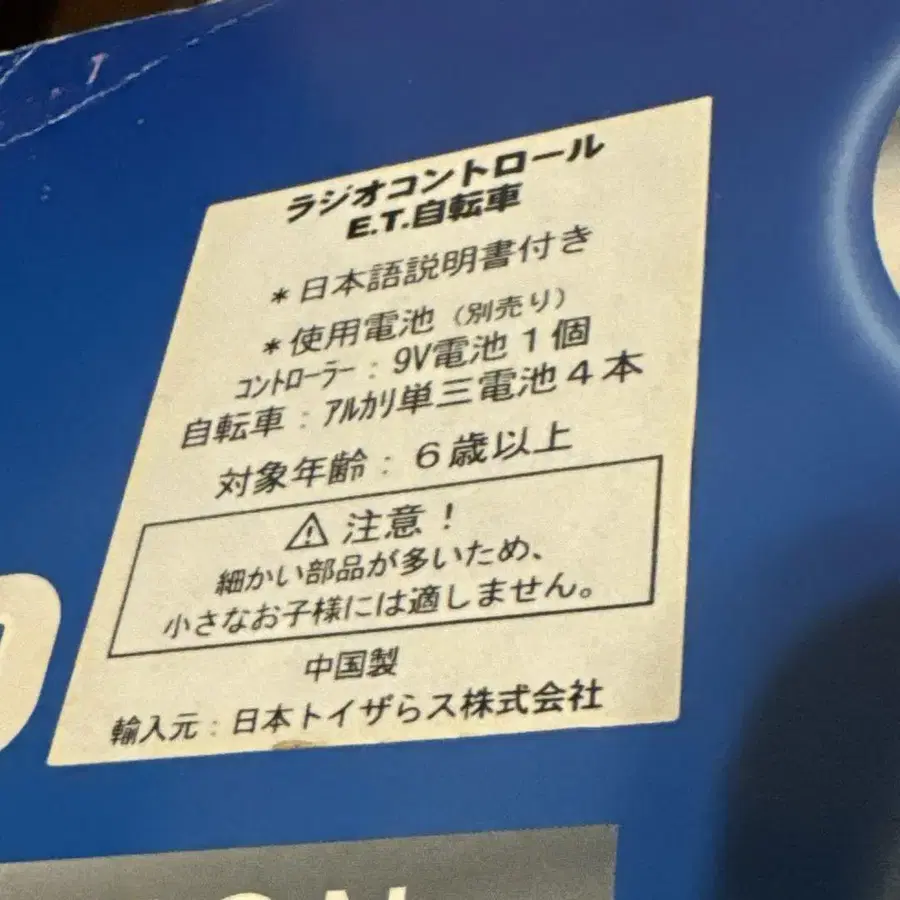 ラジオコントロール
E.T.自転車
*日本語説明書付き
*使用電池（別売り）
コントローラー：9V電池1個
自転車：アルカリ単三電池4本
対象年齢：6歳以上
⚠注意！
細かい部品が多いため、
小さなお子様には適しません。
中国製
輸入元：日本トイザらス株式会社